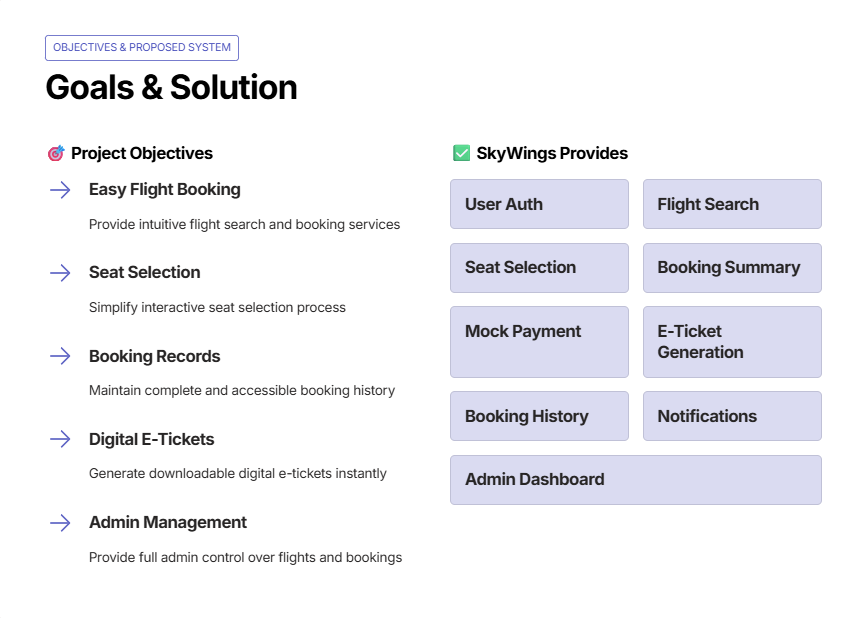 OBJECTIVES & PROPOSED SYSTEM
Goals & Solution
Project Objectives
Easy Flight Booking
Provide intuitive flight search and booking services
Seat Selection
Simplify interactive seat selection process
Booking Records
Maintain complete and accessible booking history
Digital E-Tickets
Generate downloadable digital e-tickets instantly
Admin Management
Provide full admin control over flights and bookings
SkyWings Provides
User Auth
Flight Search
Seat Selection
Booking Summary
Mock Payment
E-Ticket
Generation
Booking History
Notifications
Admin Dashboard